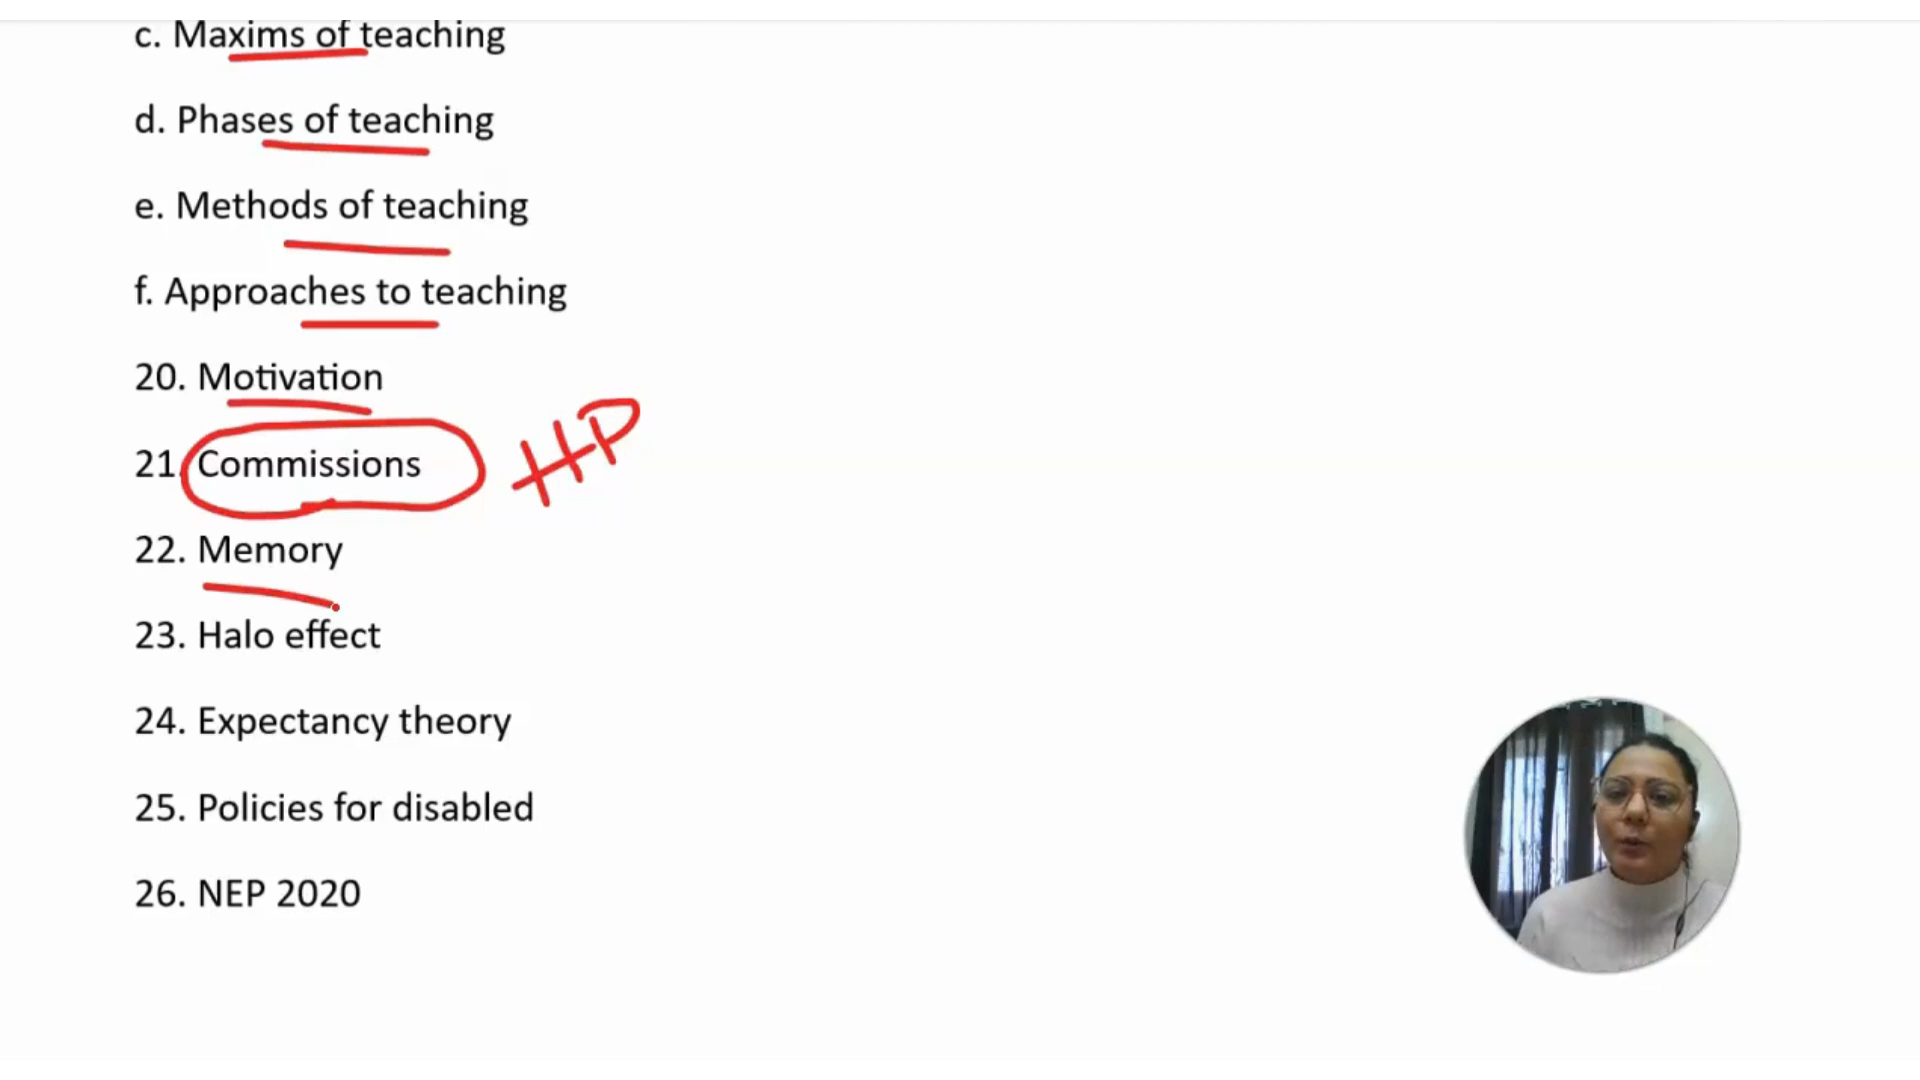 c. Maxims of teaching
d. Phases of teaching
e. Methods of teaching
f. Approaches to teaching
20. Motivation
21. Commissions HP
22. Memory
23. Halo effect
24. Expectancy theory
25. Policies for disabled
26. NEP 2020